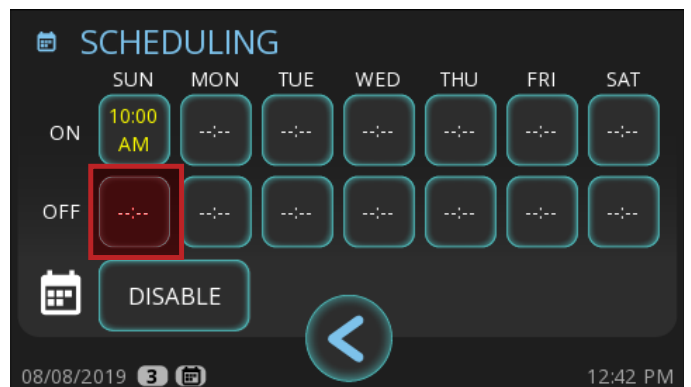 SCHEDULING
SUN MON TUE WED THU FRI SAT
ON 10:00 AM --:-- --:-- --:-- --:-- --:-- --:--
OFF --:-- --:-- --:-- --:-- --:-- --:-- --:--
DISABLE
08/08/2019 3 12:42 PM